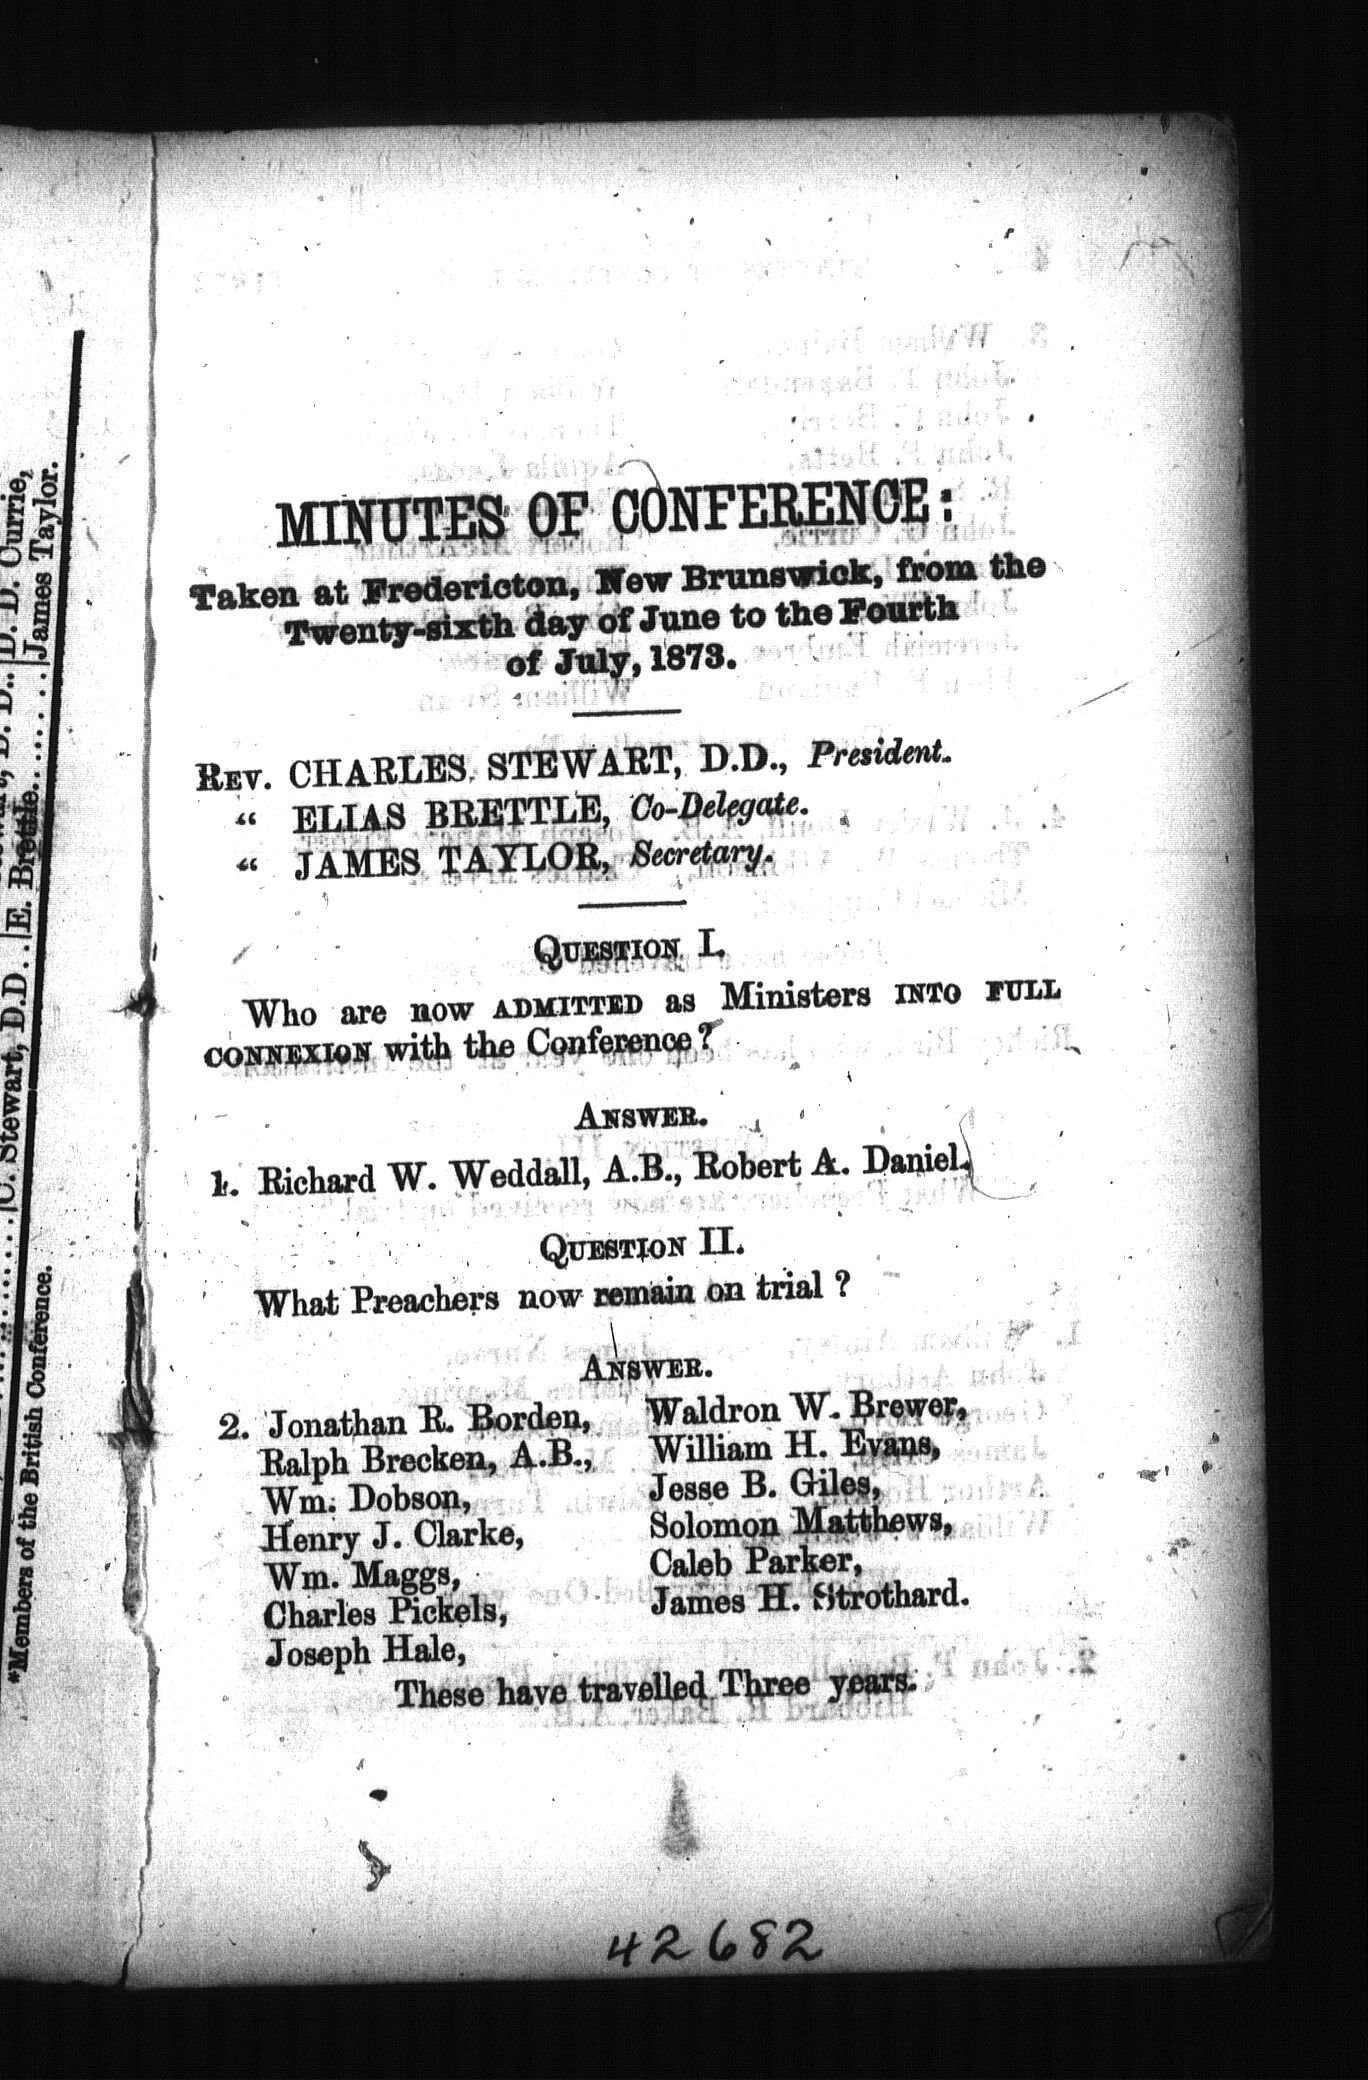 MINUTES OF CONFERENCE:
Taken at Fredericton, New Brunswick, from the
Twenty-sixth day of June to the Fourth
of July, 1873.
REV. CHARLES STEWART, D.D., President.
“ ELIAS BRETTLE, Co-Delegate.
“ JAMES TAYLOR, Secretary.
QUESTION I.
Who are now ADMITTED as Ministers INTO FULL
CONNEXION with the Conference?
ANSWER.
1. Richard W. Weddall, A.B., Robert A. Daniel.
QUESTION II.
What Preachers now remain on trial?
ANSWER.
2. Jonathan R. Borden, Waldron W. Brewer,
Ralph Brecken, A.B., William H. Evans,
Wm. Dobson, Jesse B. Giles,
Henry J. Clarke, Solomon Matthews,
Wm. Maggs, Caleb Parker,
Charles Pickels, James H. Strothard.
Joseph Hale,
These have travelled Three years.
42682
D. D. Currie,
James Taylor.
E. Brettle
C. Stewart, D.D.
*Members of the British Conference.